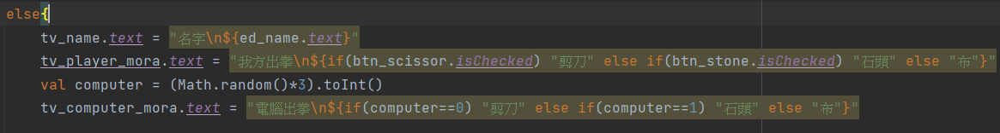 else{
tv_name.text = "名字\n${ed_name.text}"
tv_player_mora.text = "我方出拳\n${if(btn_scissor.isChecked) "剪刀" else if(btn_stone.isChecked) "石頭" else "布"}"
val computer = (Math.random()*3).toInt()
tv_computer_mora.text = "電腦出拳\n${if(computer==0) "剪刀" else if(computer==1) "石頭" else "布"}"